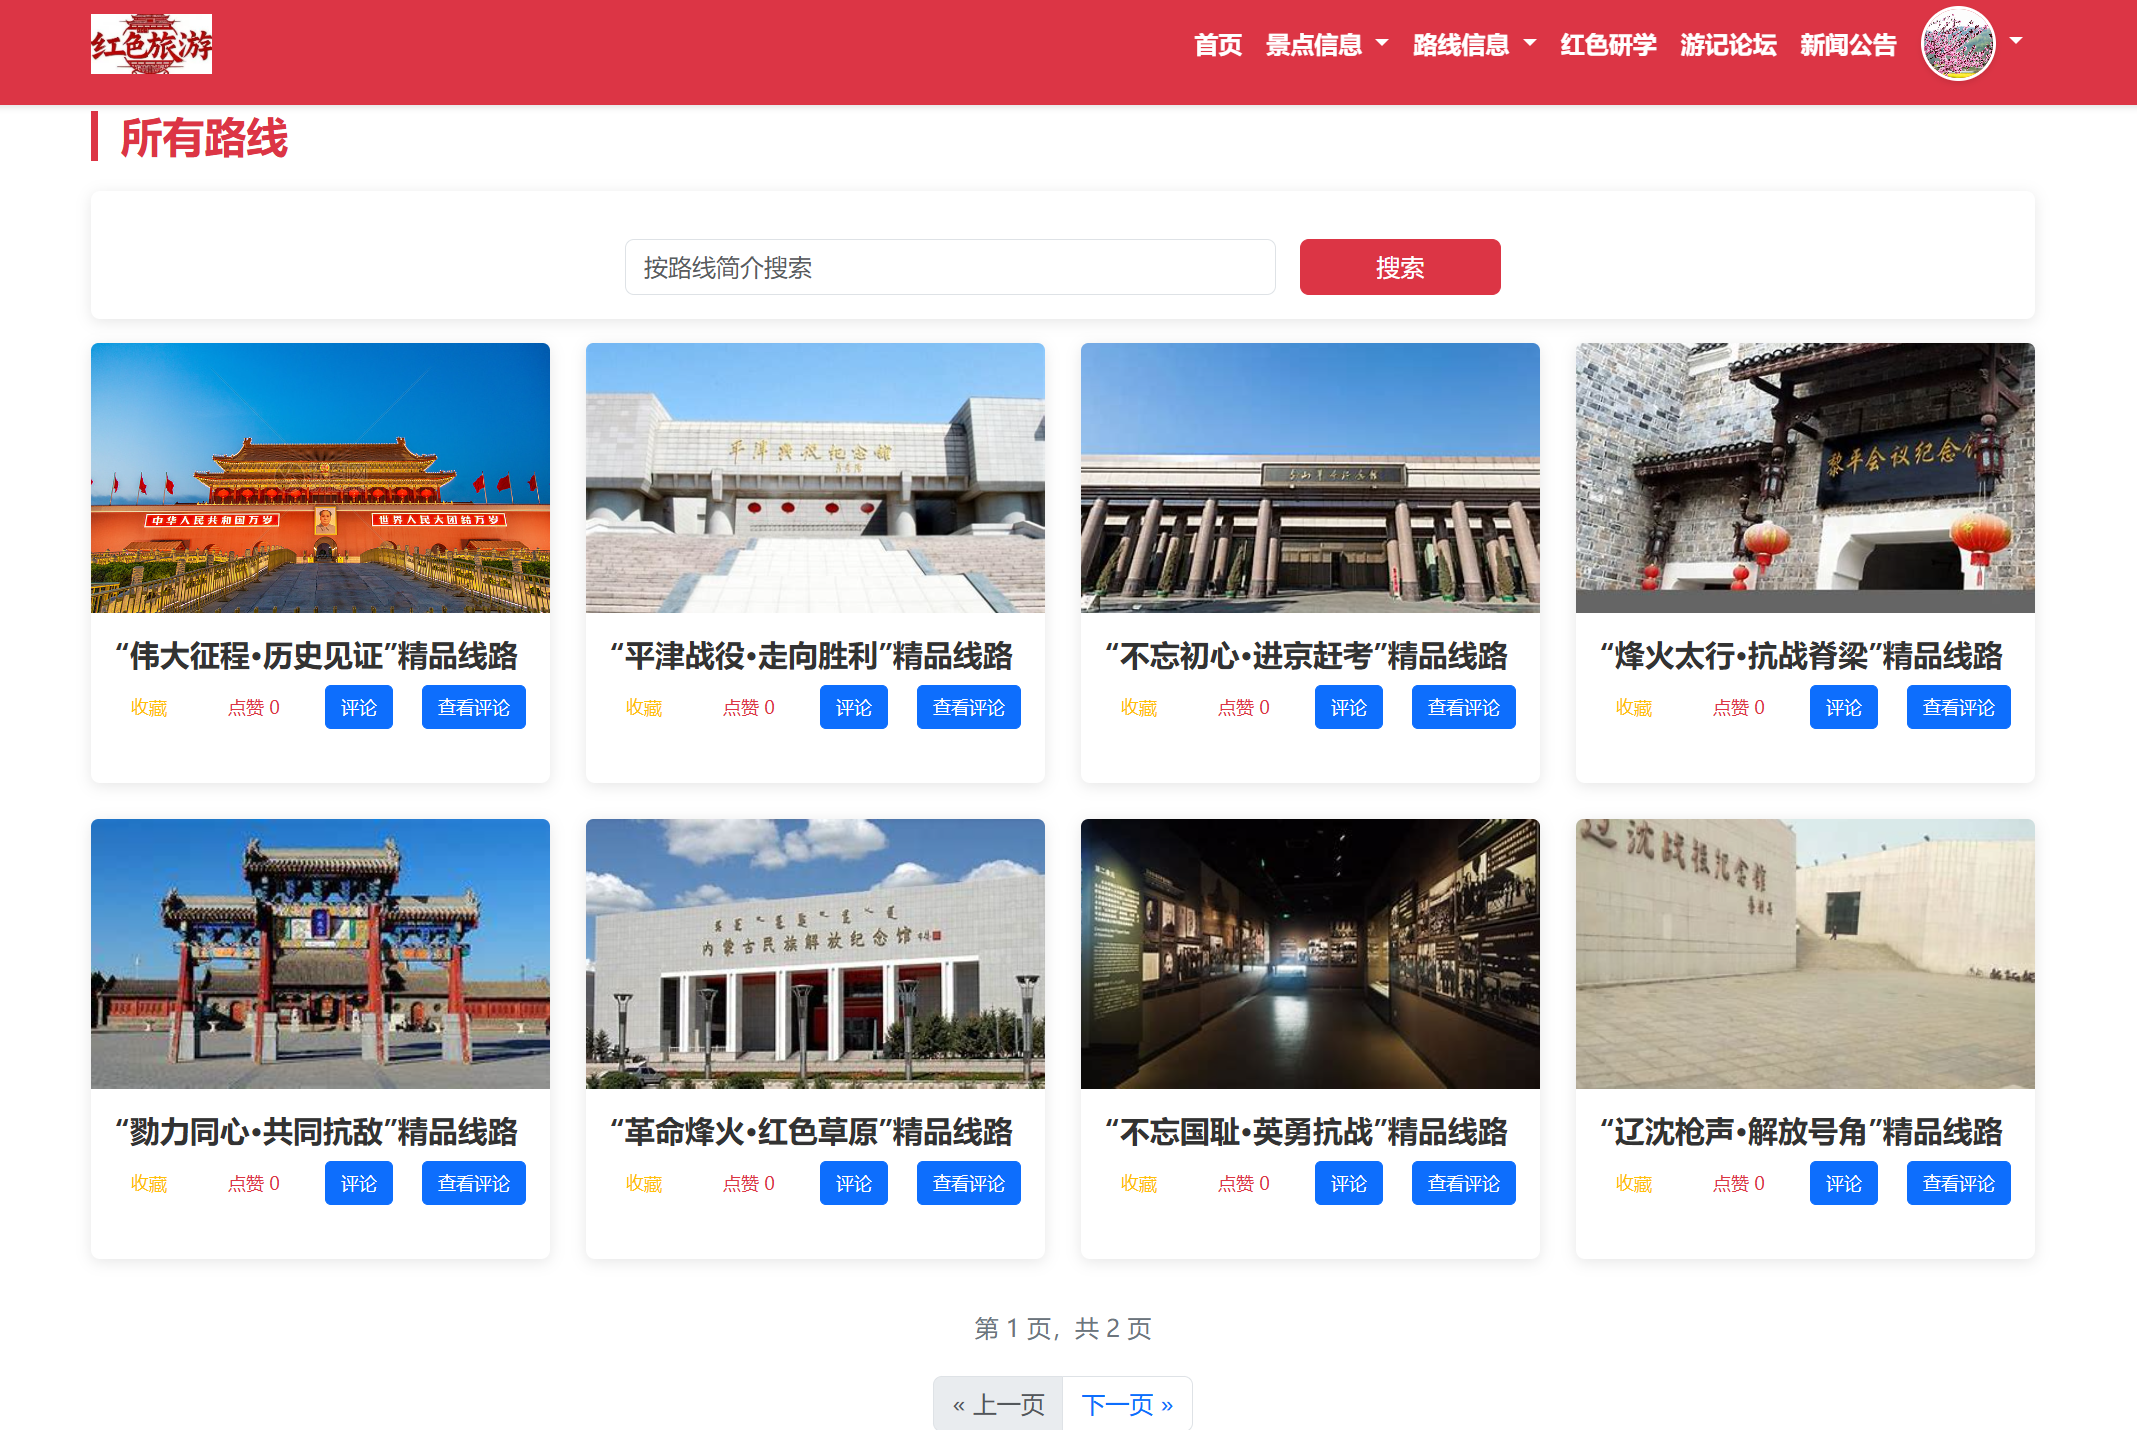 红色旅游
首页 景点信息 路线信息 红色研学 游记论坛 新闻公告
所有路线
按路线简介搜索 搜索
中华人民共和国万岁 世界人民大团结万岁
平津战役纪念馆
黎平会议纪念馆
“伟大征程•历史见证”精品线路
收藏 点赞 0 评论 查看评论
“平津战役•走向胜利”精品线路
收藏 点赞 0 评论 查看评论
“不忘初心•进京赶考”精品线路
收藏 点赞 0 评论 查看评论
“烽火太行•抗战脊梁”精品线路
收藏 点赞 0 评论 查看评论
内蒙古民族解放纪念馆
辽沈战役纪念馆
“勠力同心•共同抗敌”精品线路
收藏 点赞 0 评论 查看评论
“革命烽火•红色草原”精品线路
收藏 点赞 0 评论 查看评论
“不忘国耻•英勇抗战”精品线路
收藏 点赞 0 评论 查看评论
“辽沈枪声•解放号角”精品线路
收藏 点赞 0 评论 查看评论
第 1 页，共 2 页
« 上一页 下一页 »